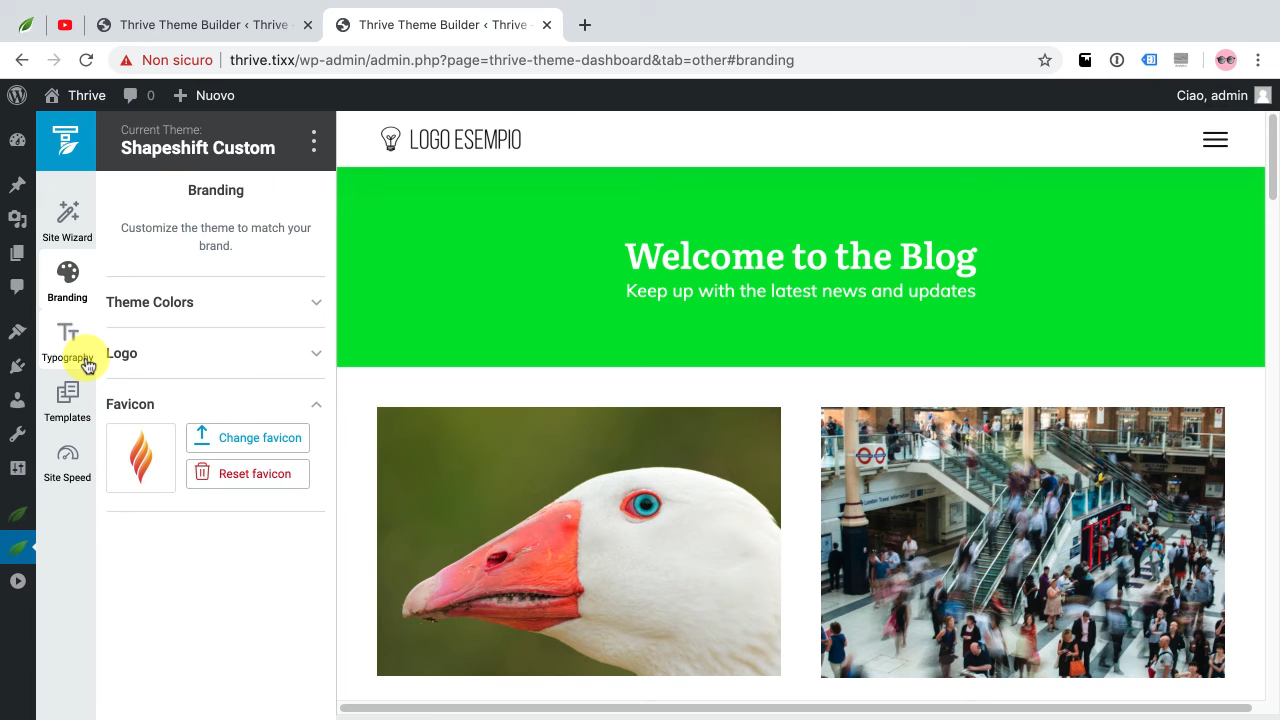 Thrive Theme Builder ‹ Thrive
Thrive Theme Builder ‹ Thrive -
Non sicuro
thrive.tixx/wp-admin/admin.php?page=thrive-theme-dashboard&tab=other#branding
Thrive
0
Nuovo
Ciao, admin
Current Theme:
Shapeshift Custom
Site Wizard
Branding
Typography
Templates
Site Speed
Branding
Customize the theme to match your
brand.
Theme Colors
Logo
Favicon
Change favicon
Reset favicon
LOGO ESEMPIO
Welcome to the Blog
Keep up with the latest news and updates